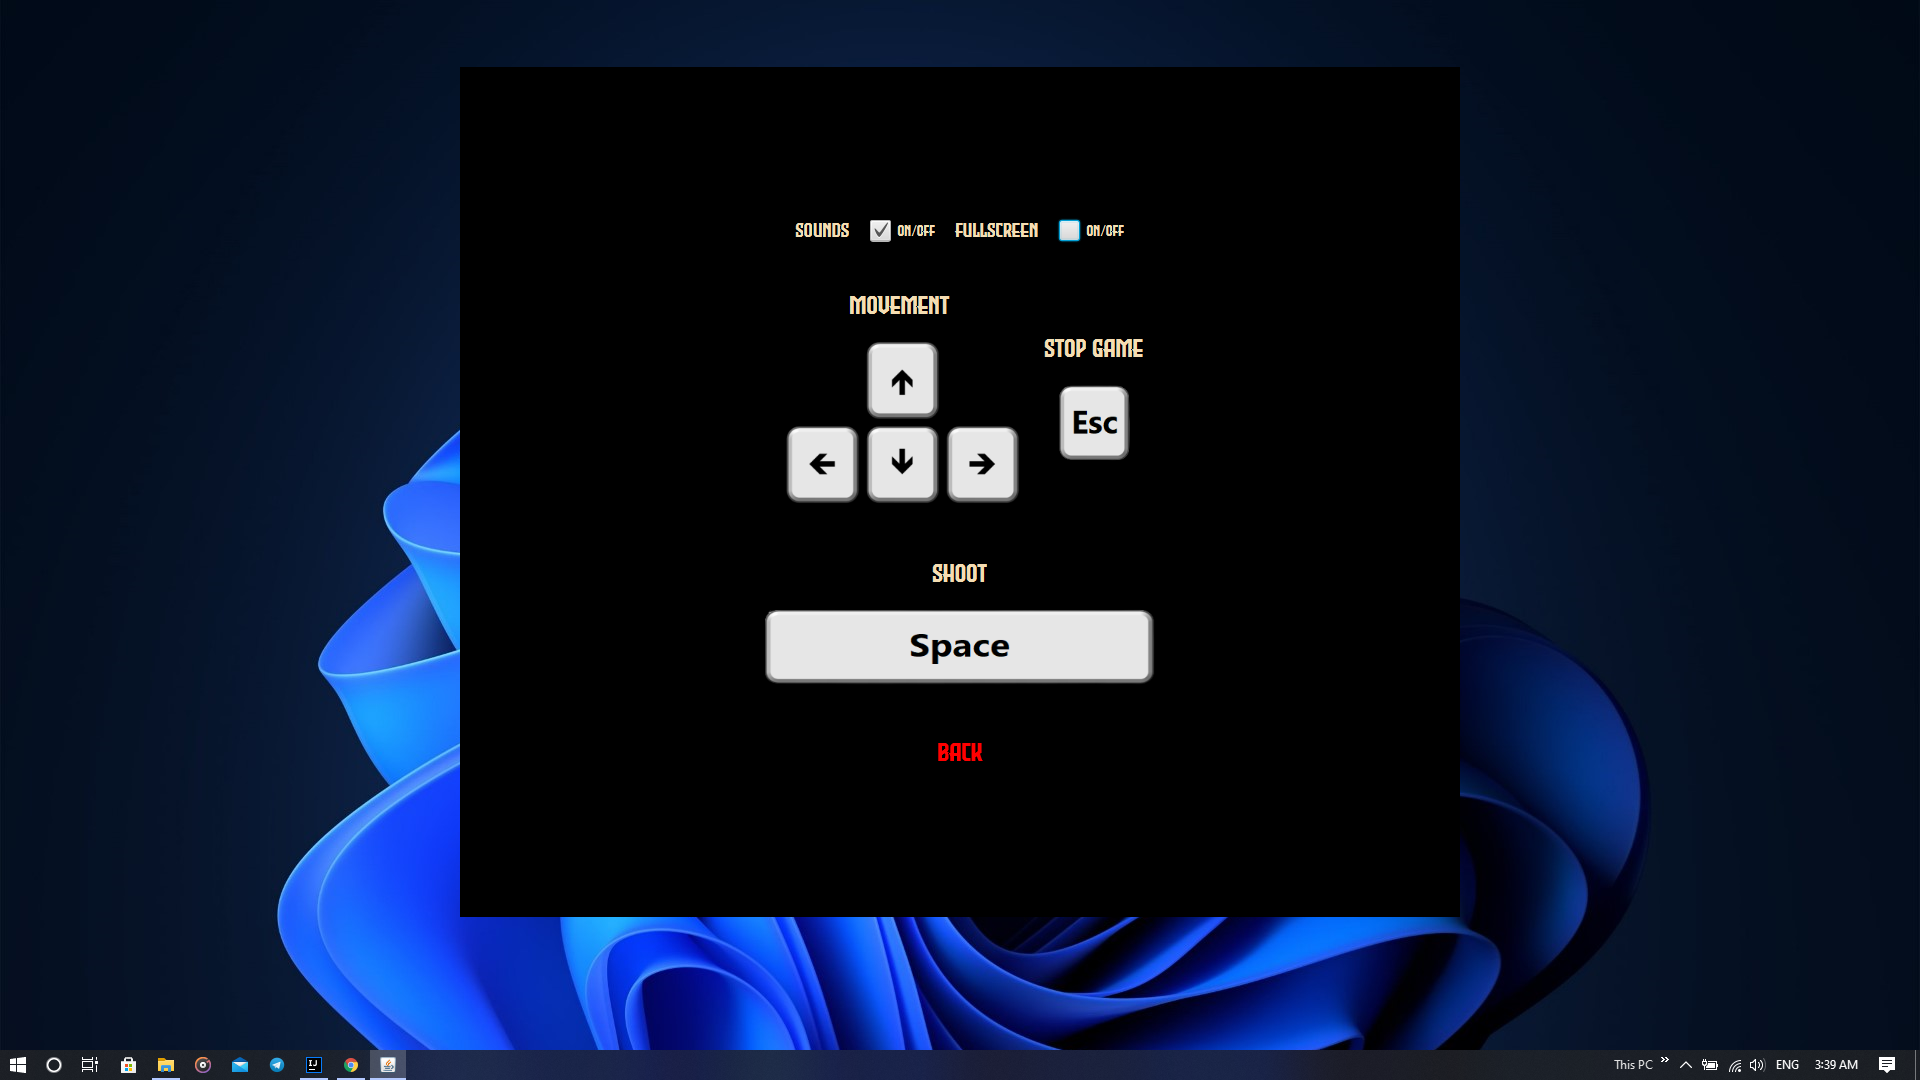 SOUNDS ON/OFF FULLSCREEN ON/OFF
MOVEMENT
STOP GAME
Esc
SHOOT
Space
BACK
This PC ENG 3:39 AM